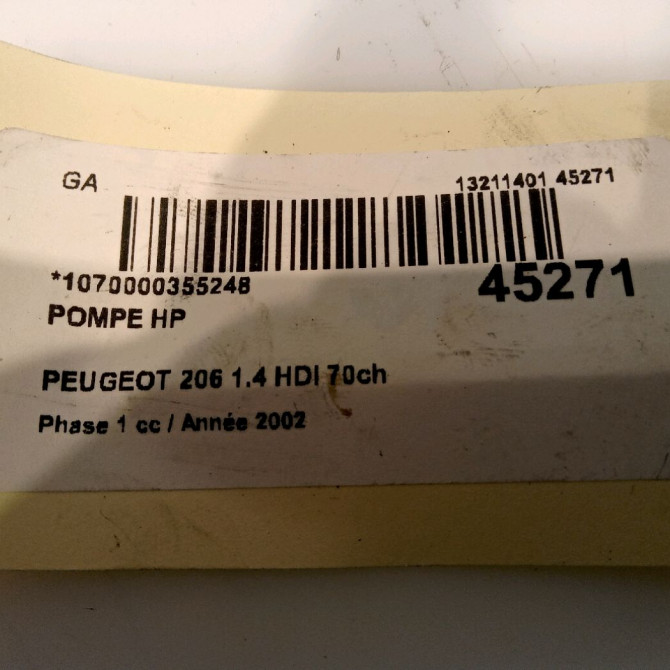 GA 13211401 45271
*1070000355248 45271
POMPE HP
PEUGEOT 206 1.4 HDI 70ch
Phase 1 cc / Année 2002